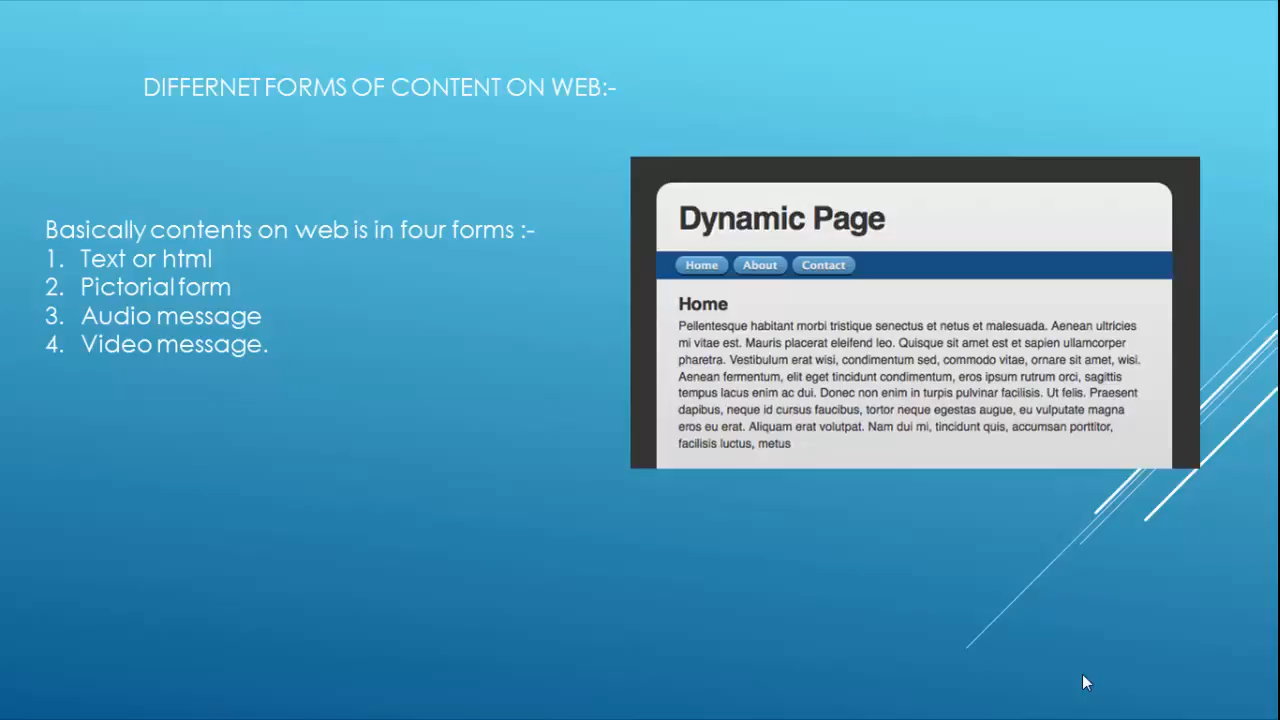 DIFFERNET FORMS OF CONTENT ON WEB:-
Basically contents on web is in four forms :-
1. Text or html
2. Pictorial form
3. Audio message
4. Video message.
Dynamic Page
Home About Contact
Home
Pellentesque habitant morbi tristique senectus et netus et malesuada. Aenean ultricies
mi vitae est. Mauris placerat eleifend leo. Quisque sit amet est et sapien ullamcorper
pharetra. Vestibulum erat wisi, condimentum sed, commodo vitae, ornare sit amet, wisi.
Aenean fermentum, elit eget tincidunt condimentum, eros ipsum rutrum orci, sagittis
tempus lacus enim ac dui. Donec non enim in turpis pulvinar facilisis. Ut felis. Praesent
dapibus, neque id cursus faucibus, tortor neque egestas augue, eu vulputate magna
eros eu erat. Aliquam erat volutpat. Nam dui mi, tincidunt quis, accumsan porttitor,
facilisis luctus, metus